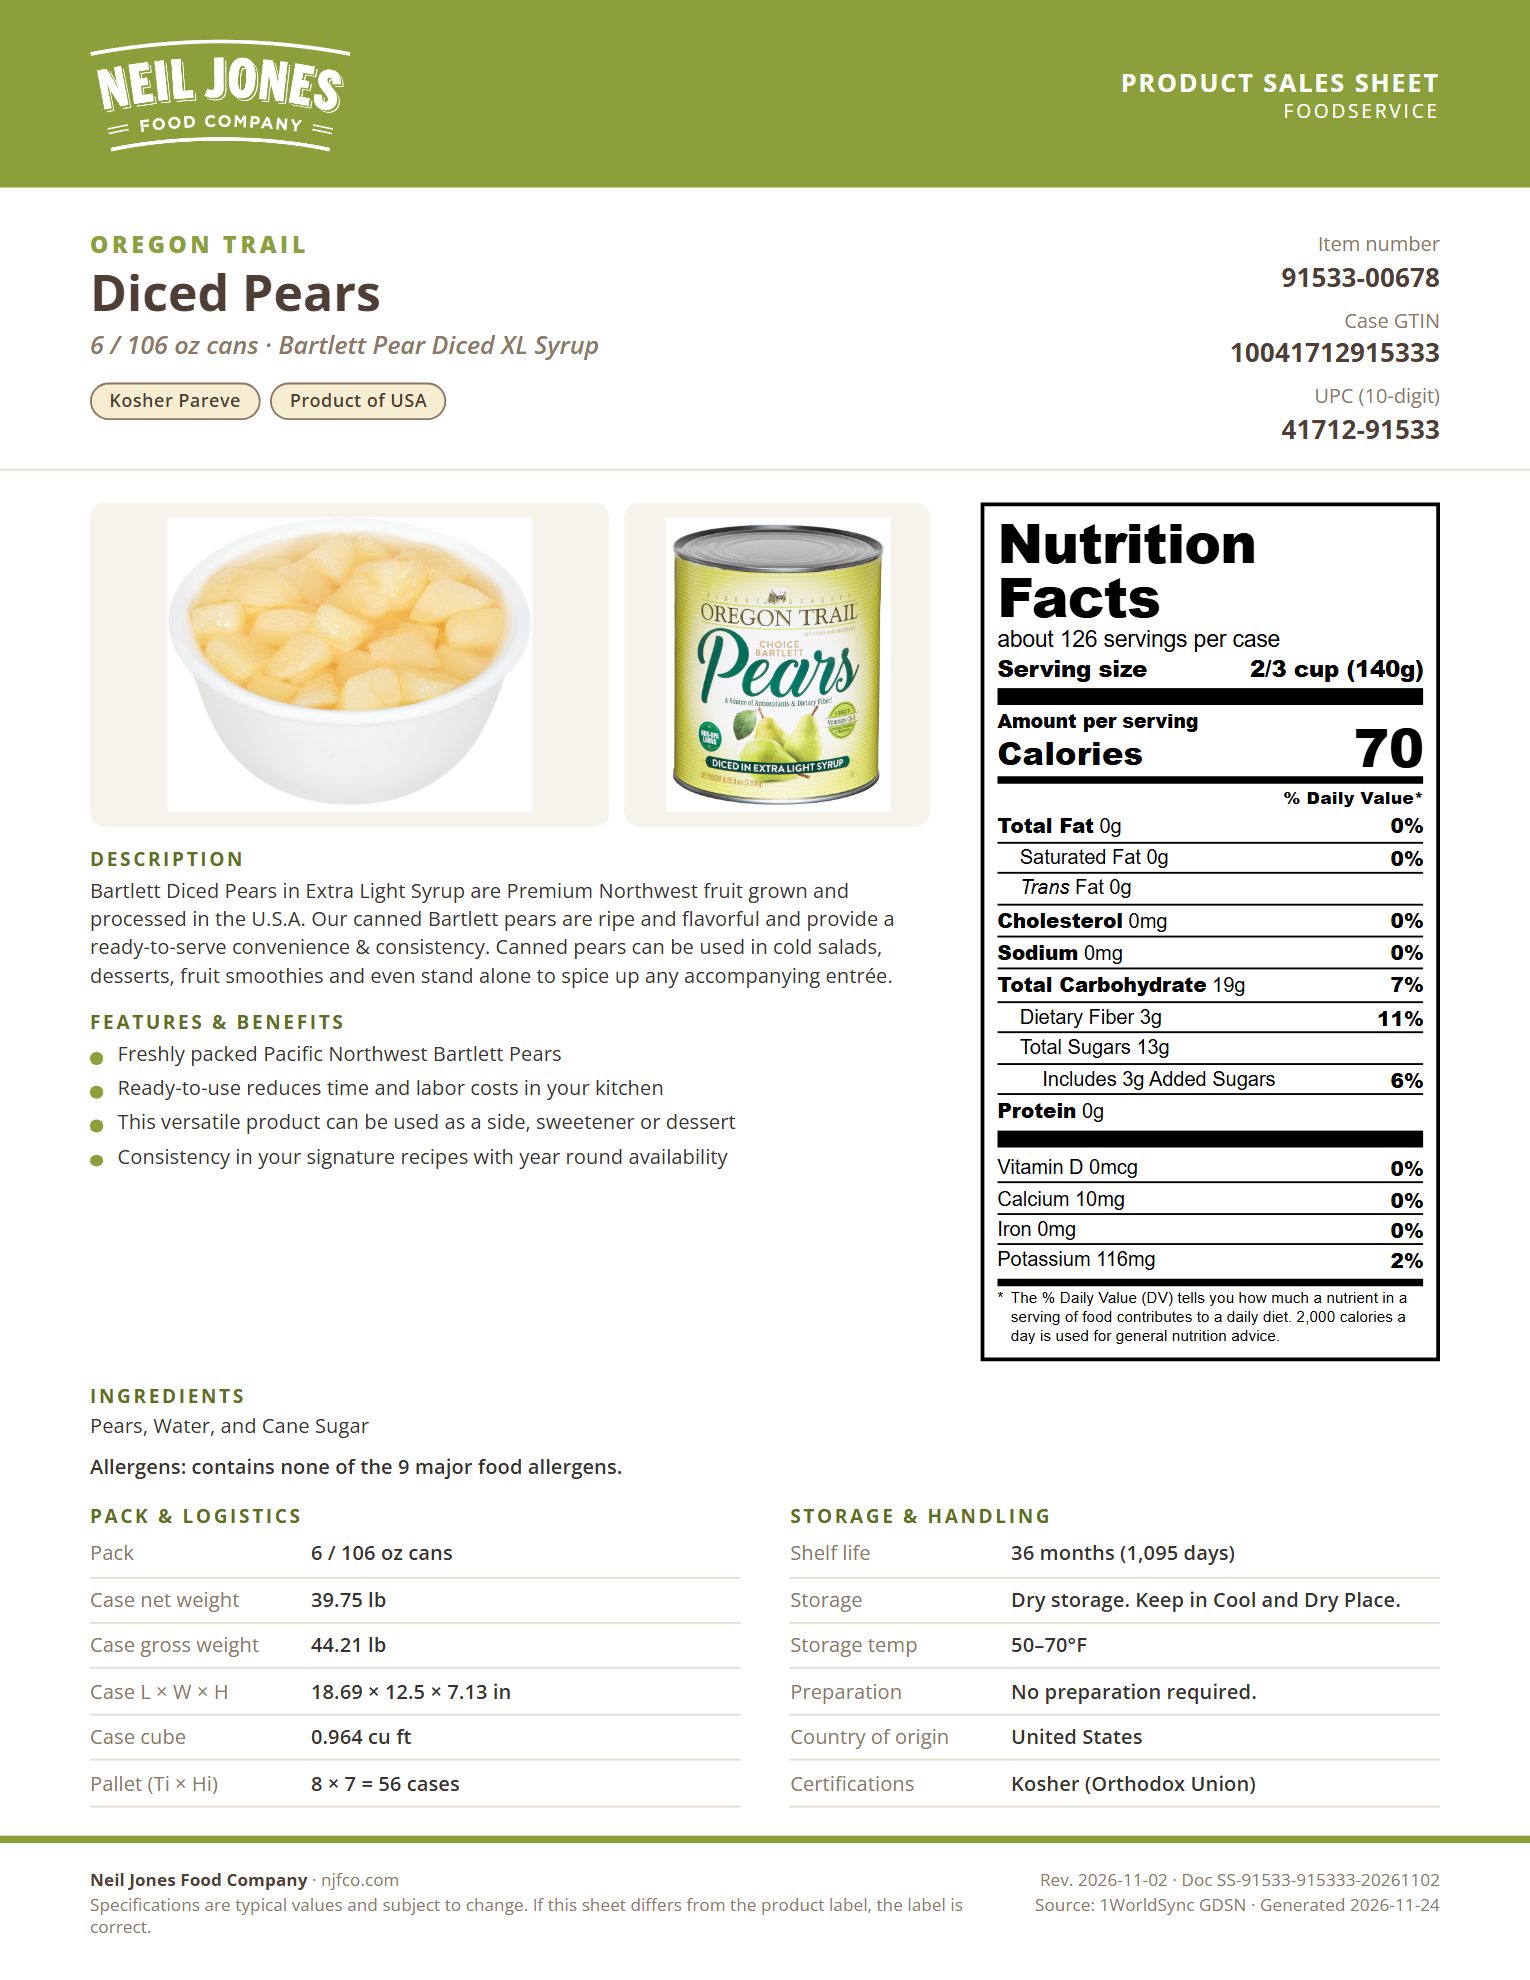 NEIL JONES
FOOD COMPANY
PRODUCT SALES SHEET
FOODSERVICE
OREGON TRAIL
Diced Pears
6 / 106 oz cans · Bartlett Pear Diced XL Syrup
Kosher Pareve
Product of USA
Item number
91533-00678
Case GTIN
10041712915333
UPC (10-digit)
41712-91533
FINEST QUALITY
OREGON TRAIL
CHOICE
BARTLETT
Pears
A Source of Antioxidants & Dietary Fiber!
NON-BPA
LINING
DICED IN EXTRA LIGHT SYRUP
DESCRIPTION
Bartlett Diced Pears in Extra Light Syrup are Premium Northwest fruit grown and
processed in the U.S.A. Our canned Bartlett pears are ripe and flavorful and provide a
ready-to-serve convenience & consistency. Canned pears can be used in cold salads,
desserts, fruit smoothies and even stand alone to spice up any accompanying entrée.
FEATURES & BENEFITS
Freshly packed Pacific Northwest Bartlett Pears
Ready-to-use reduces time and labor costs in your kitchen
This versatile product can be used as a side, sweetener or dessert
Consistency in your signature recipes with year round availability
Nutrition
Facts
about 126 servings per case
Serving size 2/3 cup (140g)
Amount per serving
Calories 70
% Daily Value*
Total Fat 0g 0%
Saturated Fat 0g 0%
Trans Fat 0g
Cholesterol 0mg 0%
Sodium 0mg 0%
Total Carbohydrate 19g 7%
Dietary Fiber 3g 11%
Total Sugars 13g
Includes 3g Added Sugars 6%
Protein 0g
Vitamin D 0mcg 0%
Calcium 10mg 0%
Iron 0mg 0%
Potassium 116mg 2%
* The % Daily Value (DV) tells you how much a nutrient in a
serving of food contributes to a daily diet. 2,000 calories a
day is used for general nutrition advice.
INGREDIENTS
Pears, Water, and Cane Sugar
Allergens: contains none of the 9 major food allergens.
PACK & LOGISTICS
Pack 6 / 106 oz cans
Case net weight 39.75 lb
Case gross weight 44.21 lb
Case L × W × H 18.69 × 12.5 × 7.13 in
Case cube 0.964 cu ft
Pallet (Ti × Hi) 8 × 7 = 56 cases
STORAGE & HANDLING
Shelf life 36 months (1,095 days)
Storage Dry storage. Keep in Cool and Dry Place.
Storage temp 50–70°F
Preparation No preparation required.
Country of origin United States
Certifications Kosher (Orthodox Union)
Neil Jones Food Company · njfco.com
Specifications are typical values and subject to change. If this sheet differs from the product label, the label is
correct.
Rev. 2026-11-02 · Doc SS-91533-915333-20261102
Source: 1WorldSync GDSN · Generated 2026-11-24